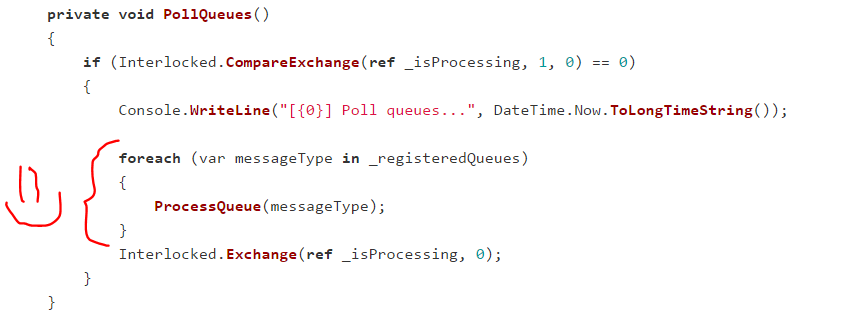 private void PollQueues()
{
if (Interlocked.CompareExchange(ref _isProcessing, 1, 0) == 0)
{
Console.WriteLine("[{0}] Poll queues...", DateTime.Now.ToLongTimeString());
foreach (var messageType in _registeredQueues)
{
ProcessQueue(messageType);
}
Interlocked.Exchange(ref _isProcessing, 0);
}
}